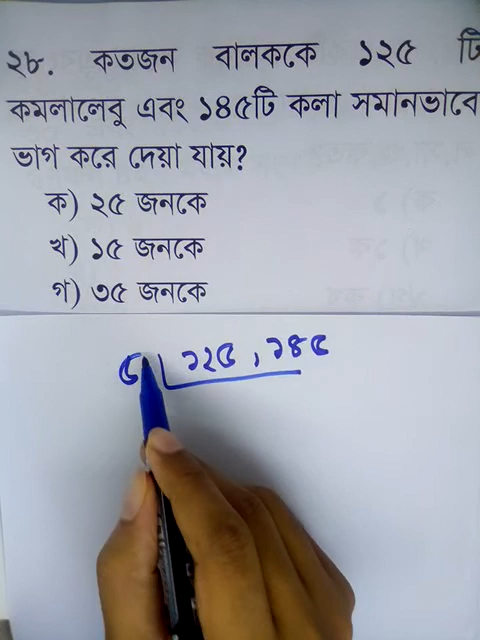 ২৮. কতজন বালককে ১২৫ টি
কমলালেবু এবং ১৪৫টি কলা সমানভাবে
ভাগ করে দেয়া যায়?
ক) ২৫ জনকে
খ) ১৫ জনকে
গ) ৩৫ জনকে
৫ ১২৫, ১৪৫